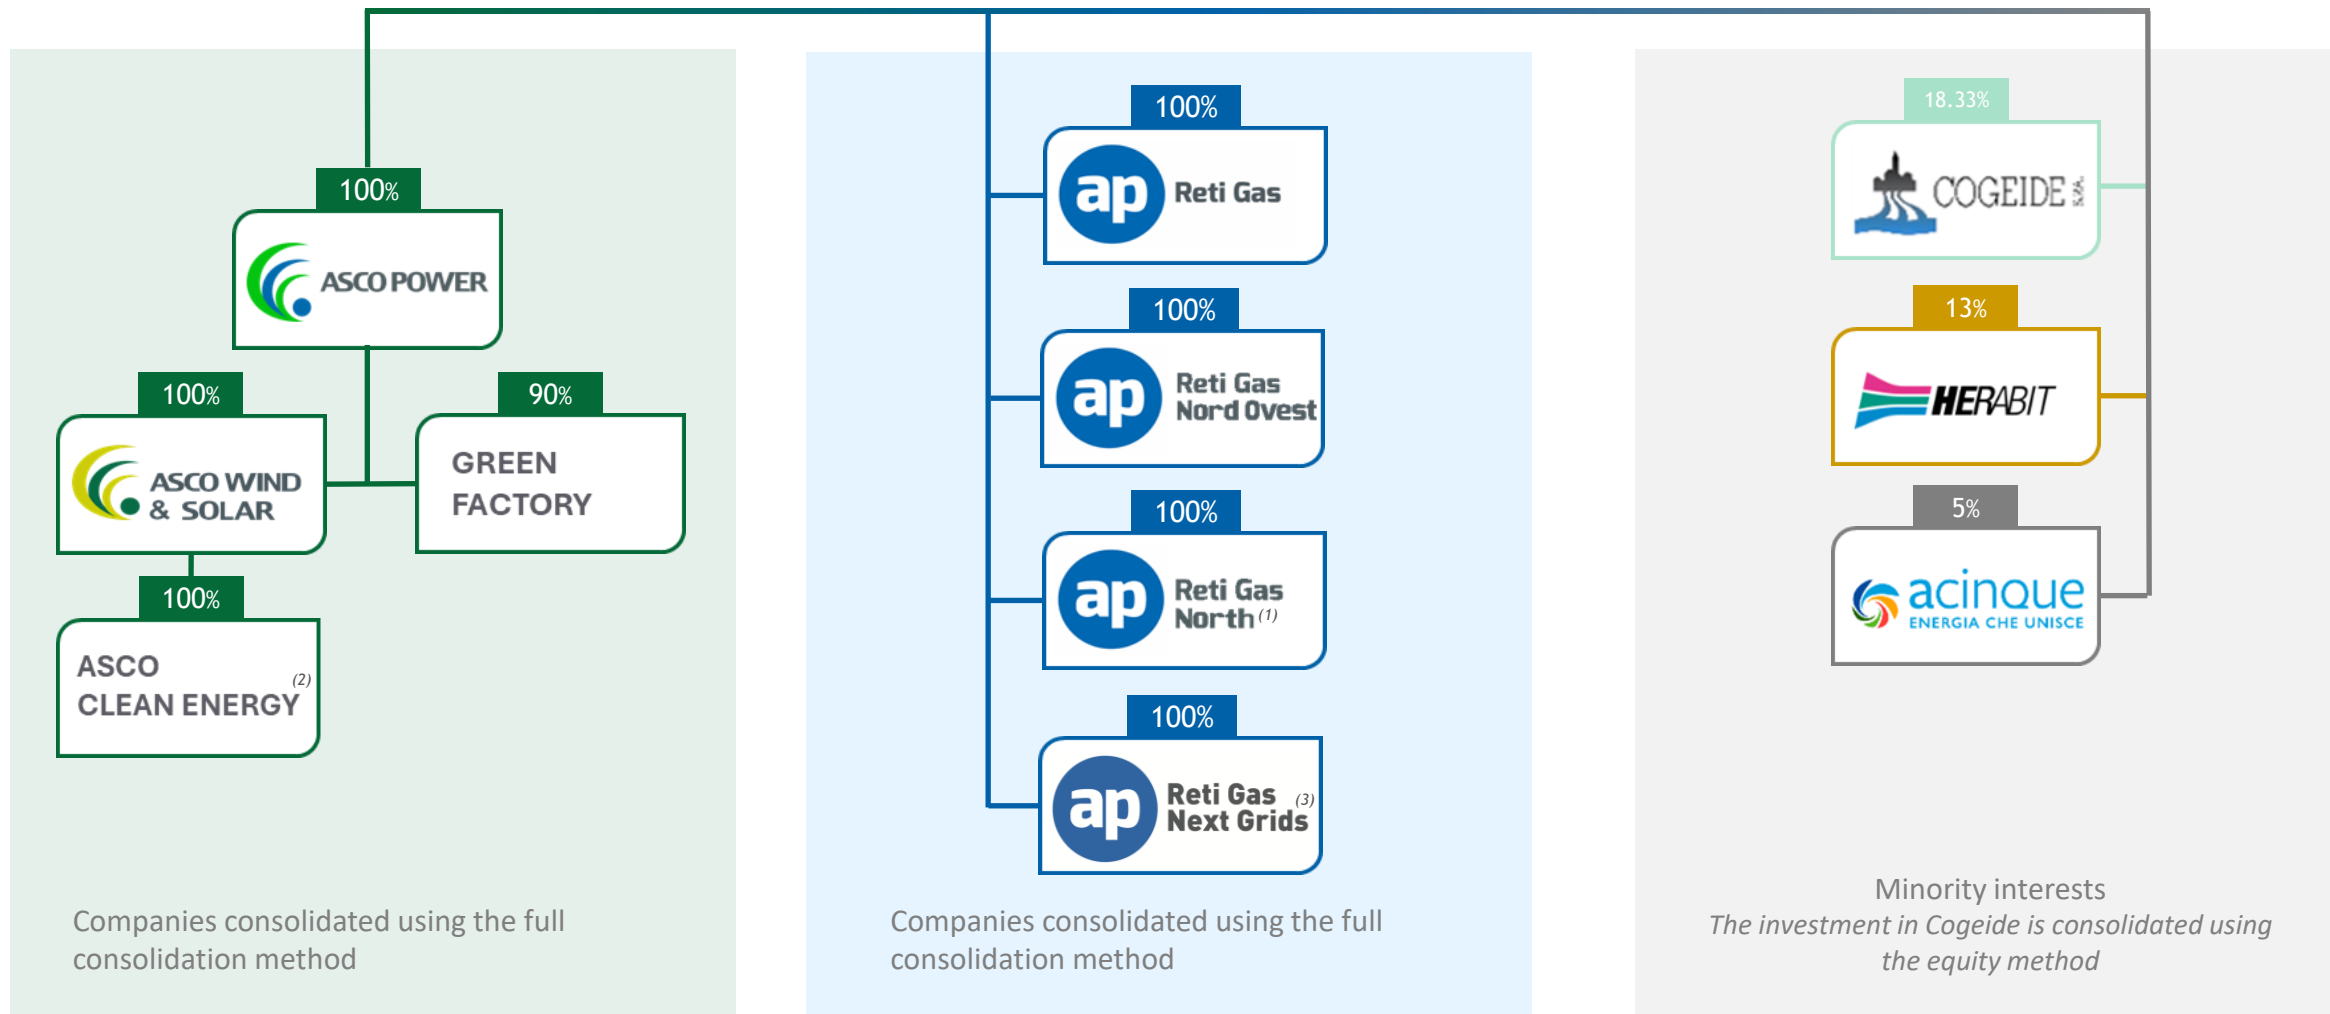 100%
ASCO POWER
100%
ASCO WIND
& SOLAR
90%
GREEN
FACTORY
100%
ASCO
CLEAN ENERGY (2)
Companies consolidated using the full
consolidation method
100%
ap Reti Gas
100%
ap Reti Gas
Nord Ovest
100%
ap Reti Gas
North (1)
100%
ap Reti Gas
Next Grids (3)
Companies consolidated using the full
consolidation method
18.33%
COGEIDE S.P.A.
13%
HERABIT
5%
acinque
ENERGIA CHE UNISCE
Minority interests
The investment in Cogeide is consolidated using
the equity method